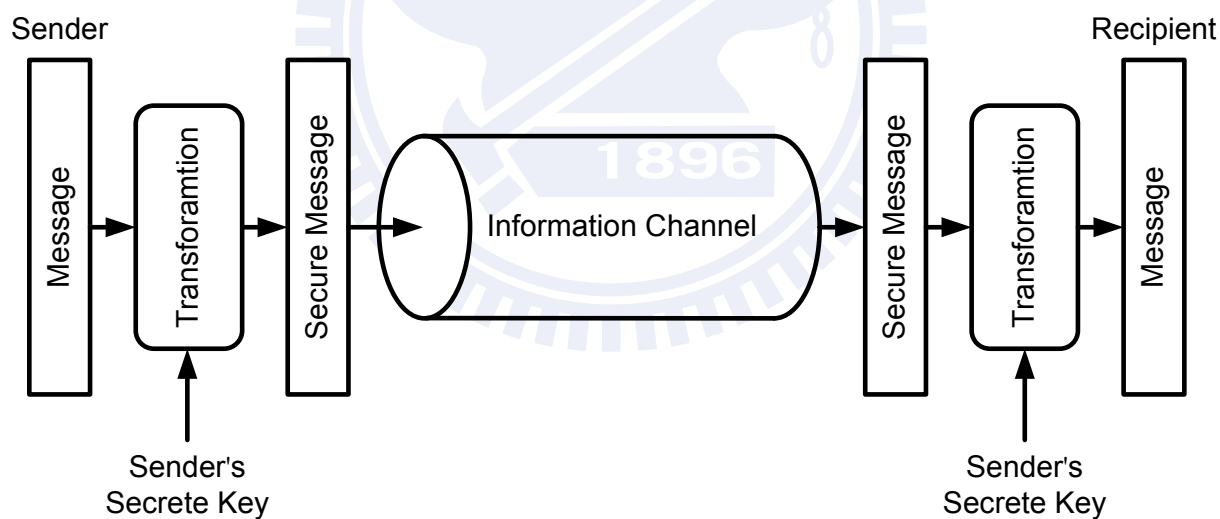 Sender
Recipient
Message
Transforamtion
Secure Message
1896
Information Channel
Secure Message
Transforamtion
Message
Sender's
Secrete Key
Sender's
Secrete Key